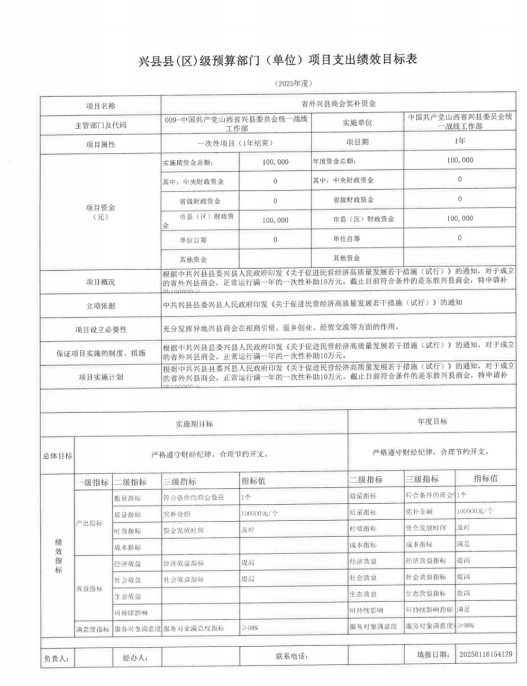 兴县县(区)级预算部门（单位）项目支出绩效目标表
（2025年度）
项目名称 省外兴县商会奖补资金
主管部门及代码 009-中国共产党山西省兴县委员会统一战线工作部 实施单位 中国共产党山西省兴县委员会统一战线工作部
项目属性 一次性项目（1年结束） 项目期 1年
项目资金（元） 实施期资金总额： 100,000 年度资金总额： 100,000
其中：中央财政资金 0 其中：中央财政资金 0
省级财政资金 0 省级财政资金 0
市县（区）财政资金 100,000 市县（区）财政资金 100,000
单位自筹 0 单位自筹 0
其他资金 其他资金
项目概况 根据中共兴县县委兴县人民政府印发《关于促进民营经济高质量发展若干措施（试行）》的通知，对于成立的省外兴县商会，正常运行满一年的一次性补助10万元。截止目前符合条件的是东胜兴县商会，特申请补
立项依据 中共兴县县委兴县人民政府印发《关于促进民营经济高质量发展若干措施（试行）》的通知
项目设立必要性 充分发挥异地兴县商会在招商引资、返乡创业、经贸交流等方面的作用。
保证项目实施的制度、措施 根据中共兴县县委兴县人民政府印发《关于促进民营经济高质量发展若干措施（试行）》的通知，对于成立的省外兴县商会，正常运行满一年的一次性补助10万元。
项目实施计划 根据中共兴县县委兴县人民政府印发《关于促进民营经济高质量发展若干措施（试行）》的通知，对于成立的省外兴县商会，正常运行满一年的一次性补助10万元。截止目前符合条件的是东胜兴县商会，特申请补
实施期目标 年度目标
总体目标 严格遵守财经纪律，合理节约开支。 严格遵守财经纪律，合理节约开支。
绩效指标 一级指标 二级指标 三级指标 指标值 二级指标 三级指标 指标值
产出指标 数量指标 符合条件的商会数量 1个 数量指标 符合条件的商会 1个
质量指标 奖补金额 100000元/个 质量指标 奖补金额 100000元/个
时效指标 资金发放时间 及时 时效指标 资金发放时间 及时
成本指标 成本指标 成本指标 满足
效益指标 经济效益 经济效益指标 提高 经济效益 经济效益指标 提高
社会效益 社会效益指标 提高 社会效益 社会效益指标 提高
生态效益 生态效益 生态效益指标 提高
可持续影响 可持续影响 可持续影响指标 满足
满意度指标 服务对象满意度 服务对象满意度指标 ≥98% 服务对象满意度 服务对象满意度 ≥98%
负责人： 经办人： 联系电话： 填报日期： 20250116154129